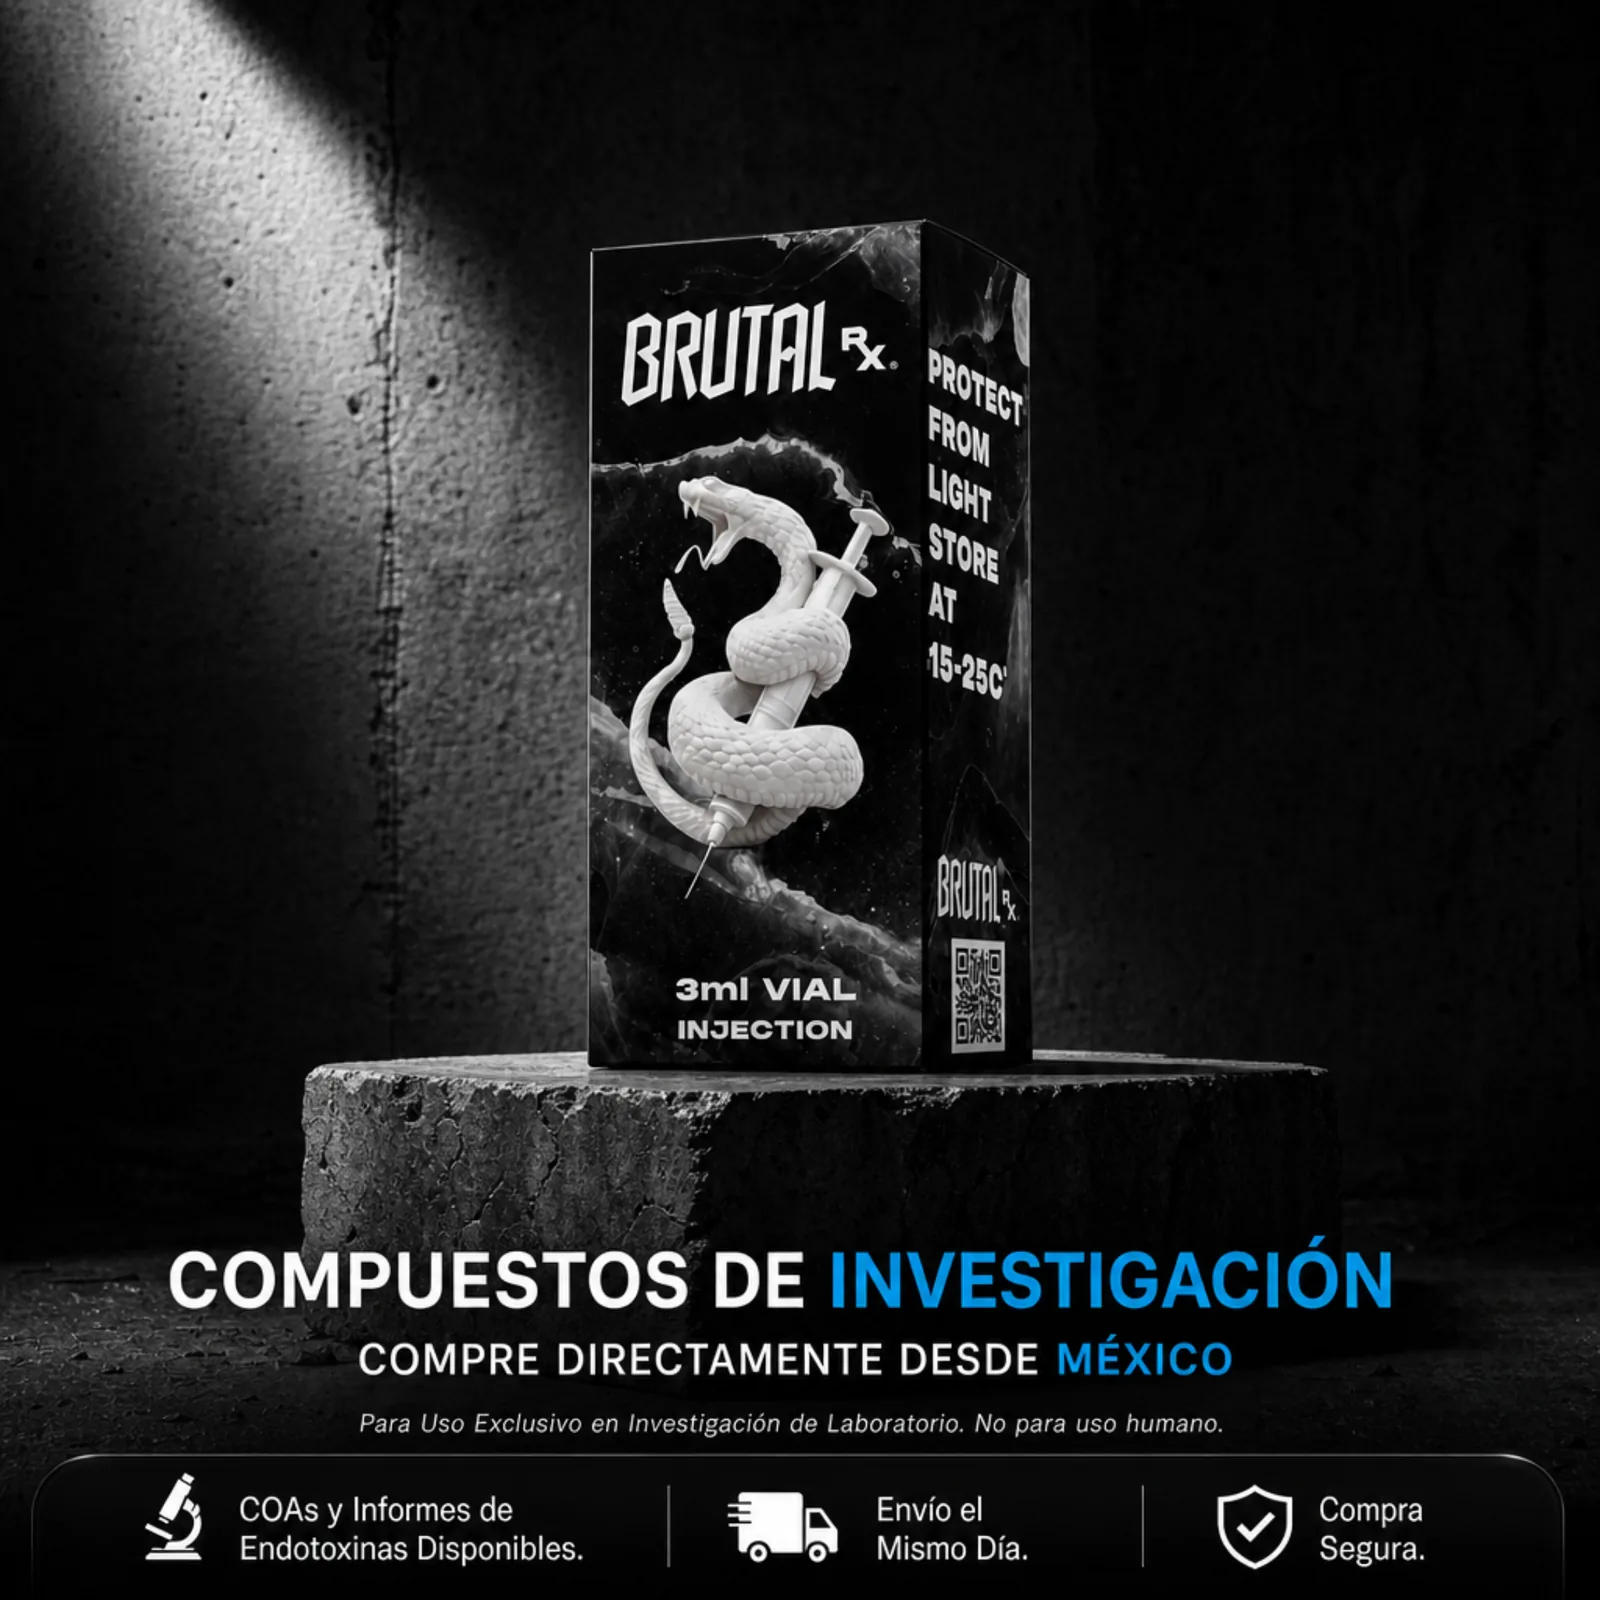 BRUTAL RX®
3ml VIAL
INJECTION
PROTECT
FROM
LIGHT
STORE
AT
15-25C°
BRUTAL RX
COMPUESTOS DE INVESTIGACIÓN
COMPRE DIRECTAMENTE DESDE MÉXICO
Para Uso Exclusivo en Investigación de Laboratorio. No para uso humano.
COAs y Informes de
Endotoxinas Disponibles.
Envío el
Mismo Día.
Compra
Segura.